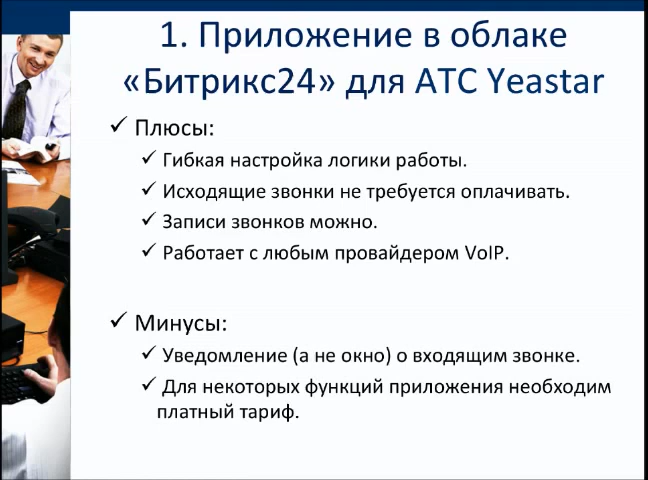 1. Приложение в облаке
«Битрикс24» для АТС Yeastar
✓ Плюсы:
✓ Гибкая настройка логики работы.
✓ Исходящие звонки не требуется оплачивать.
✓ Записи звонков можно.
✓ Работает с любым провайдером VoIP.
✓ Минусы:
✓ Уведомление (а не окно) о входящим звонке.
✓ Для некоторых функций приложения необходим
платный тариф.